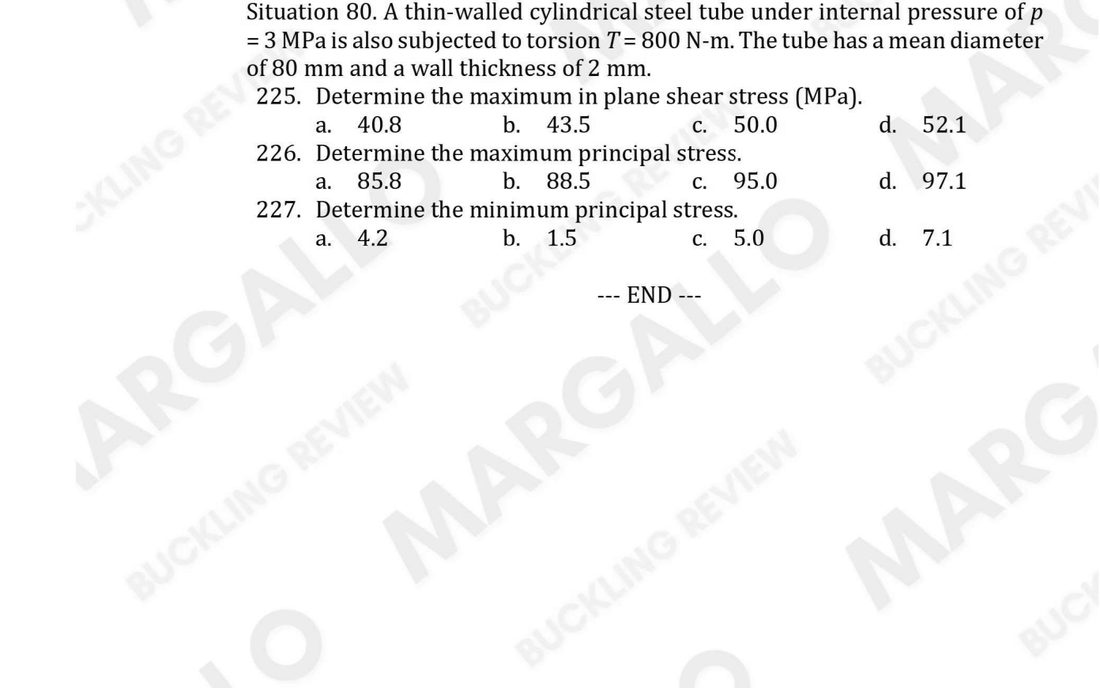 Situation 80. A thin-walled cylindrical steel tube under internal pressure of p
= 3 MPa is also subjected to torsion T = 800 N-m. The tube has a mean diameter
of 80 mm and a wall thickness of 2 mm.
225. Determine the maximum in plane shear stress (MPa).
a. 40.8 b. 43.5 c. 50.0 d. 52.1
226. Determine the maximum principal stress.
a. 85.8 b. 88.5 c. 95.0 d. 97.1
227. Determine the minimum principal stress.
a. 4.2 b. 1.5 c. 5.0 d. 7.1
--- END ---
MARGALLO
BUCKLING REVIEW
BUCKLING REVIEW
MARGALLO
BUCKLING REVIEW